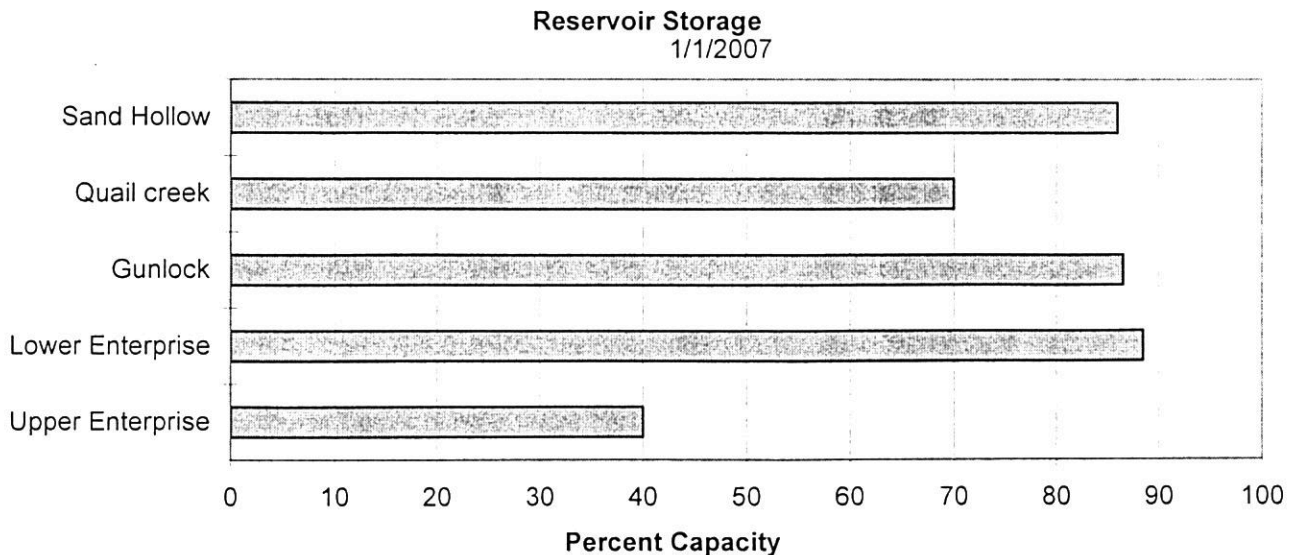 Reservoir Storage
1/1/2007
Sand Hollow
Quail creek
Gunlock
Lower Enterprise
Upper Enterprise
0 10 20 30 40 50 60 70 80 90 100
Percent Capacity